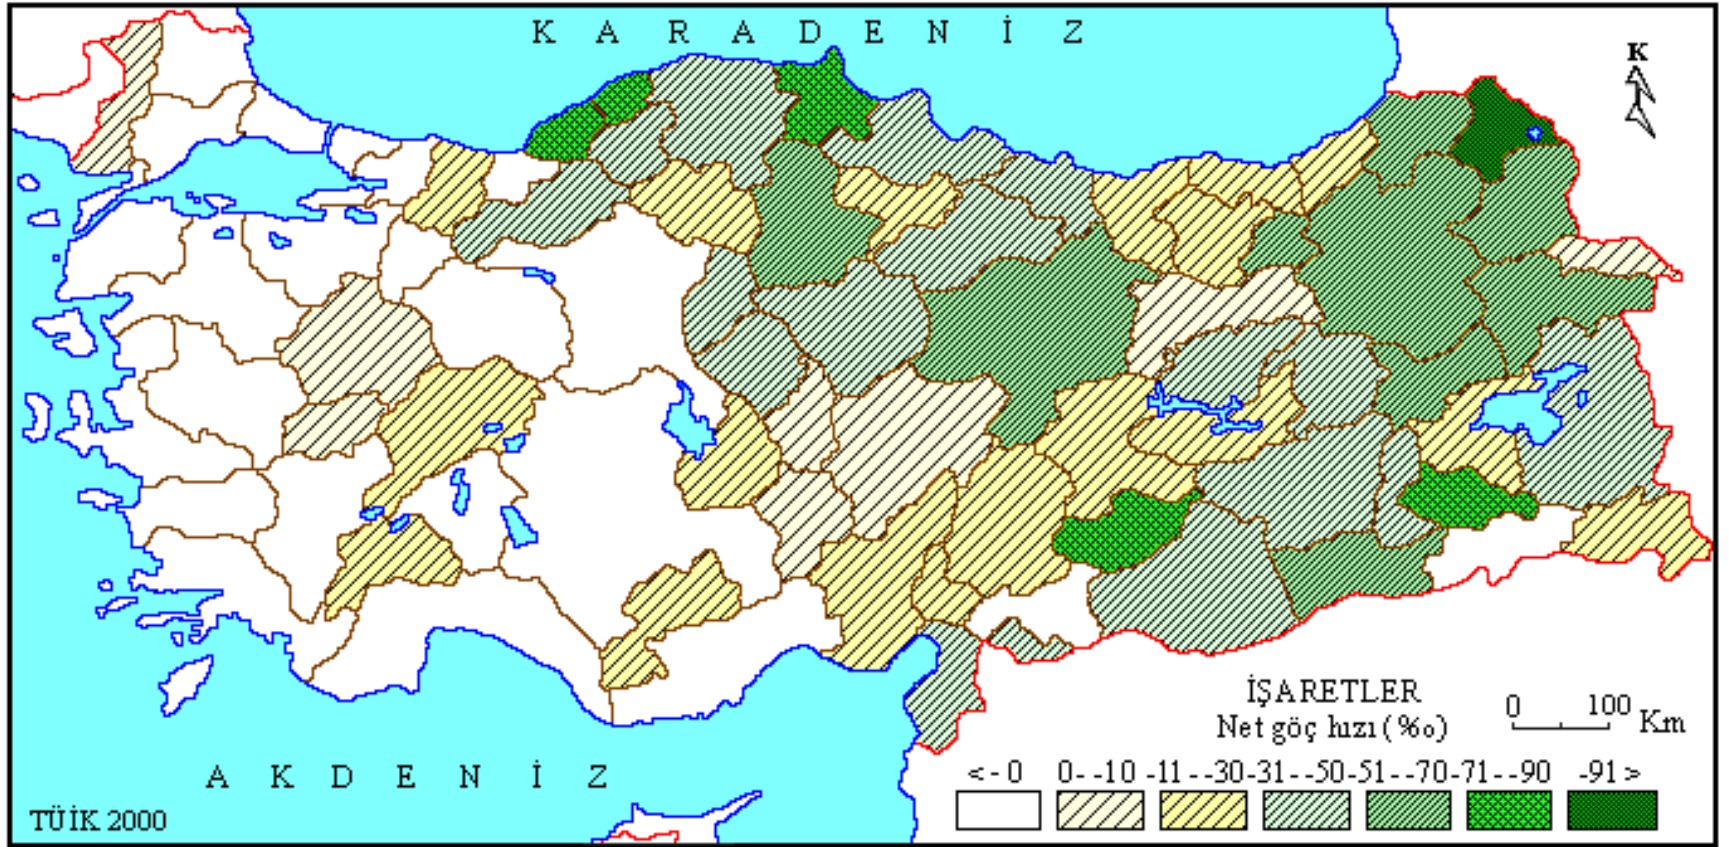 K A R A D E N İ Z
K
İŞARETLER
Net göç hızı (‰)
0 100 Km
< - 0 0- -10 -11 - -30 -31- -50 -51- -70 -71- -90 -91 >
A K D E N İ Z
TÜİK 2000